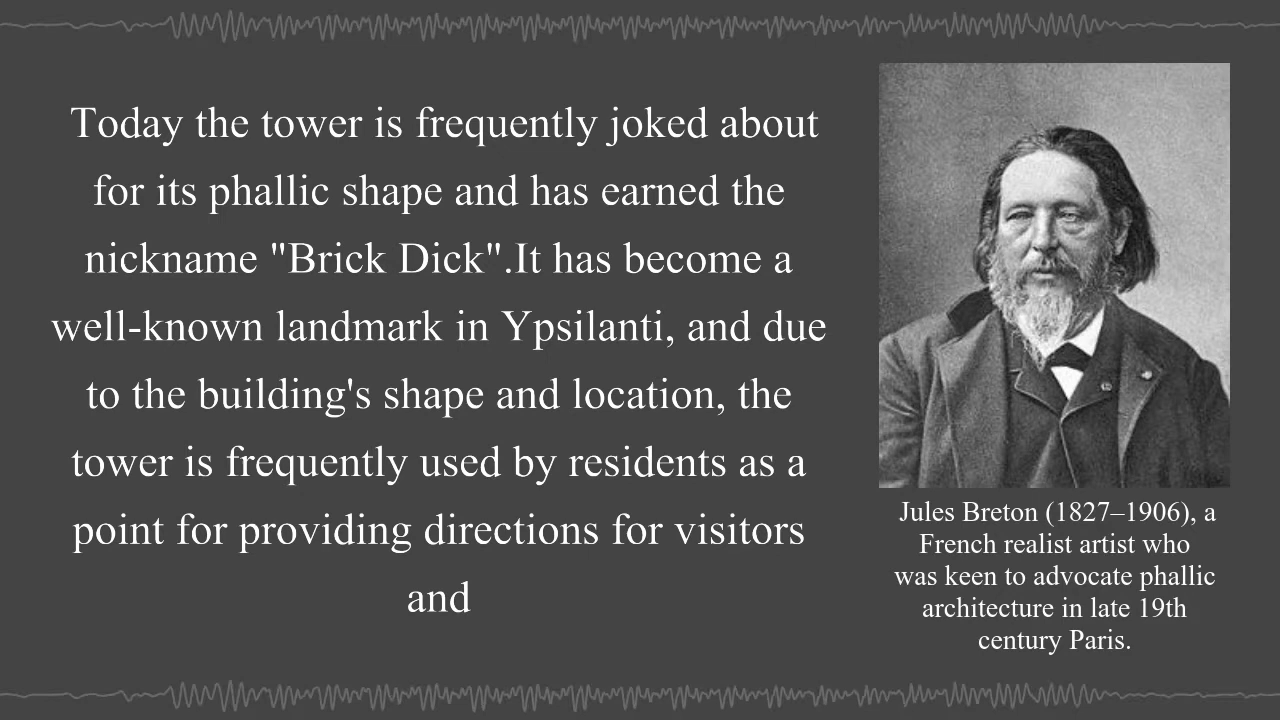 Today the tower is frequently joked about
for its phallic shape and has earned the
nickname "Brick Dick".It has become a
well-known landmark in Ypsilanti, and due
to the building's shape and location, the
tower is frequently used by residents as a
point for providing directions for visitors
and
Jules Breton (1827–1906), a
French realist artist who
was keen to advocate phallic
architecture in late 19th
century Paris.